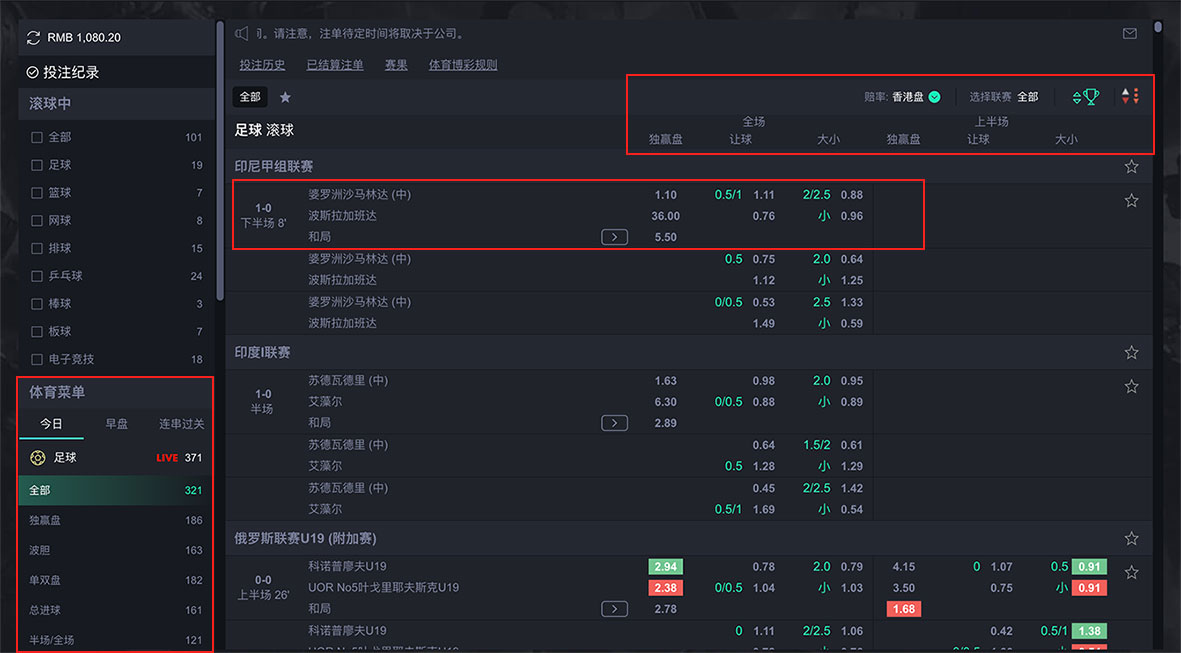 RMB 1,080.20
投注纪录
滚球中
全部 101
足球 19
篮球 7
网球 8
排球 15
乒乓球 24
棒球 3
板球 7
电子竞技 18
体育菜单
今日 早盘 连串过关
足球 LIVE 371
全部 321
独赢盘 186
波胆 163
单双盘 182
总进球 161
半场/全场 121
。请注意，注单待定时间将取决于公司。
投注历史 已结算注单 赛果 体育博彩规则
全部 赔率: 香港盘 选择联赛 全部
足球 滚球
全场 上半场
独赢盘 让球 大小 独赢盘 让球 大小
印尼甲组联赛
1-0
下半场 8'
婆罗洲沙马林达 (中) 1.10 0.5/1 1.11 2/2.5 0.88
波斯拉加班达 36.00 0.76 小 0.96
和局 5.50
婆罗洲沙马林达 (中) 0.5 0.75 2.0 0.64
波斯拉加班达 1.12 小 1.25
婆罗洲沙马林达 (中) 0/0.5 0.53 2.5 1.33
波斯拉加班达 1.49 小 0.59
印度I联赛
1-0
半场
苏德瓦德里 (中) 1.63 0.98 2.0 0.95
艾藻尔 6.30 0/0.5 0.88 小 0.89
和局 2.89
苏德瓦德里 (中) 0.64 1.5/2 0.61
艾藻尔 0.5 1.28 小 1.29
苏德瓦德里 (中) 0.45 2/2.5 1.42
艾藻尔 0.5/1 1.69 小 0.54
俄罗斯联赛U19 (附加赛)
0-0
上半场 26'
科诺普廖夫U19 2.94 0.78 2.0 0.79 4.15 0 1.07 0.5 0.91
UOR No5叶戈里耶夫斯克U19 2.38 0/0.5 1.04 小 1.03 3.50 0.75 小 0.91
和局 2.78 1.68
科诺普廖夫U19 0 1.11 2/2.5 1.06 0.42 0.5/1 1.38